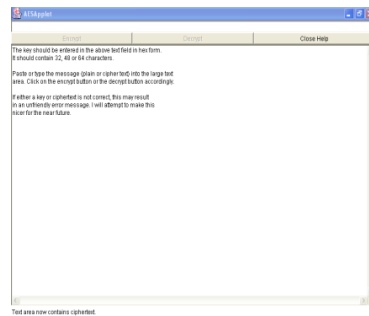 AESApplet
Encrypt Decrypt Close Help
The key should be entered in the above text field in hex form.
It should contain 32, 48 or 64 characters.
Paste or type the message (plain or cipher text) into the large text
area. Click on the encrypt button or the decrypt button accordingly.
If either a key or ciphertext is not correct, this may result
in an unfriendly error message. I will attempt to make this
nicer for the near future.
Text area now contains ciphertext.